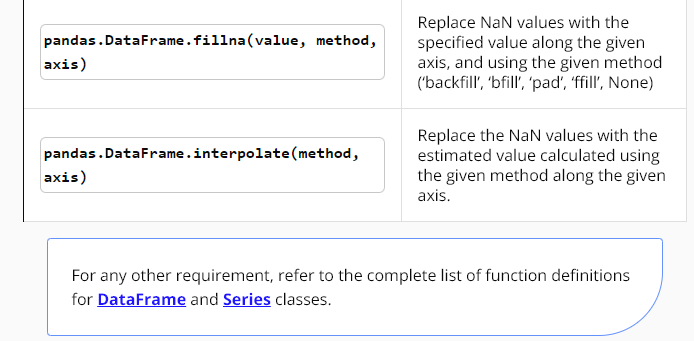 pandas.DataFrame.fillna(value, method,
axis)
Replace NaN values with the
specified value along the given
axis, and using the given method
(‘backfill’, ‘bfill’, ‘pad’, ‘ffill’, None)
pandas.DataFrame.interpolate(method,
axis)
Replace the NaN values with the
estimated value calculated using
the given method along the given
axis.
For any other requirement, refer to the complete list of function definitions
for DataFrame and Series classes.